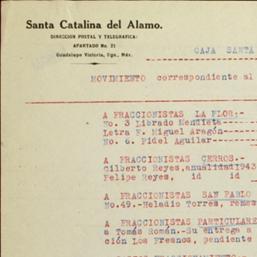 Santa Catalina del Alamo.
DIRECCION POSTAL Y TELEGRAFICA:
APARTADO No. 21
Guadalupe Victoria, Dgo., Méx.
CAJA SANTA
MOVIMIENTO correspondiente al
A FRACCIONISTAS LA FLOR:-
No. 3 Librado Mendieta
Letra F. Miguel Aragón
No. 6. Fidel Aguilar
A FRACCIONISTAS CERROS.-
Gilberto Reyes, anualidad 1943
Felipe Reyes, id id
A FRACCIONISTAS SAN PABLO
No.49.-Heladio Torres, remes
A FRACCIONISTAS PARTICULARE
a Tomás Román.-Su entrega a
ción Los Fresnos, pendiente